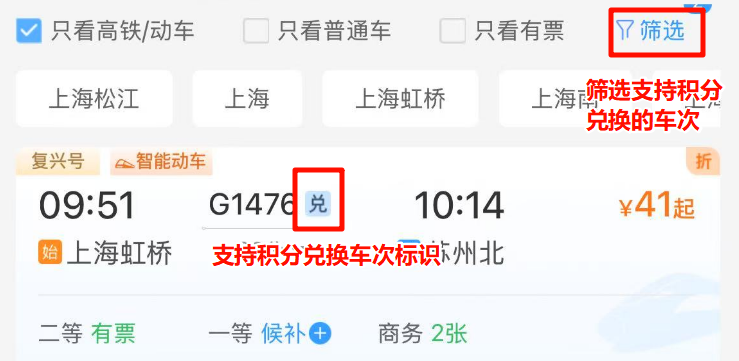 只看高铁/动车 只看普通车 只看有票 筛选
上海松江 上海 上海虹桥 上海南
筛选支持积分
兑换的车次
复兴号 智能动车 折
09:51 G1476 兑 10:14 ¥41起
始 上海虹桥 苏州北
支持积分兑换车次标识
二等 有票 一等 候补 商务 2张